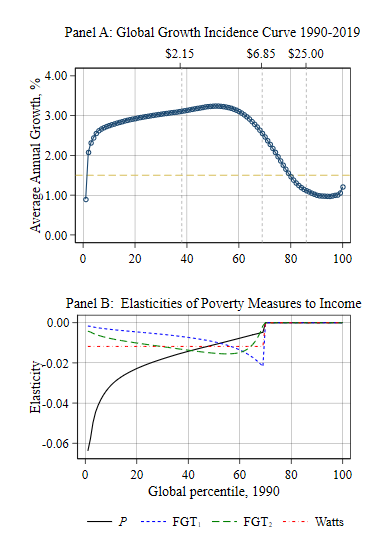 Panel A: Global Growth Incidence Curve 1990-2019
$2.15 $6.85 $25.00
4.00
3.00
2.00
1.00
0.00
Average Annual Growth, %
0 20 40 60 80 100
Panel B: Elasticities of Poverty Measures to Income
0.00
-0.02
-0.04
-0.06
Elasticity
0 20 40 60 80 100
Global percentile, 1990
P FGT₁ FGT₂ Watts